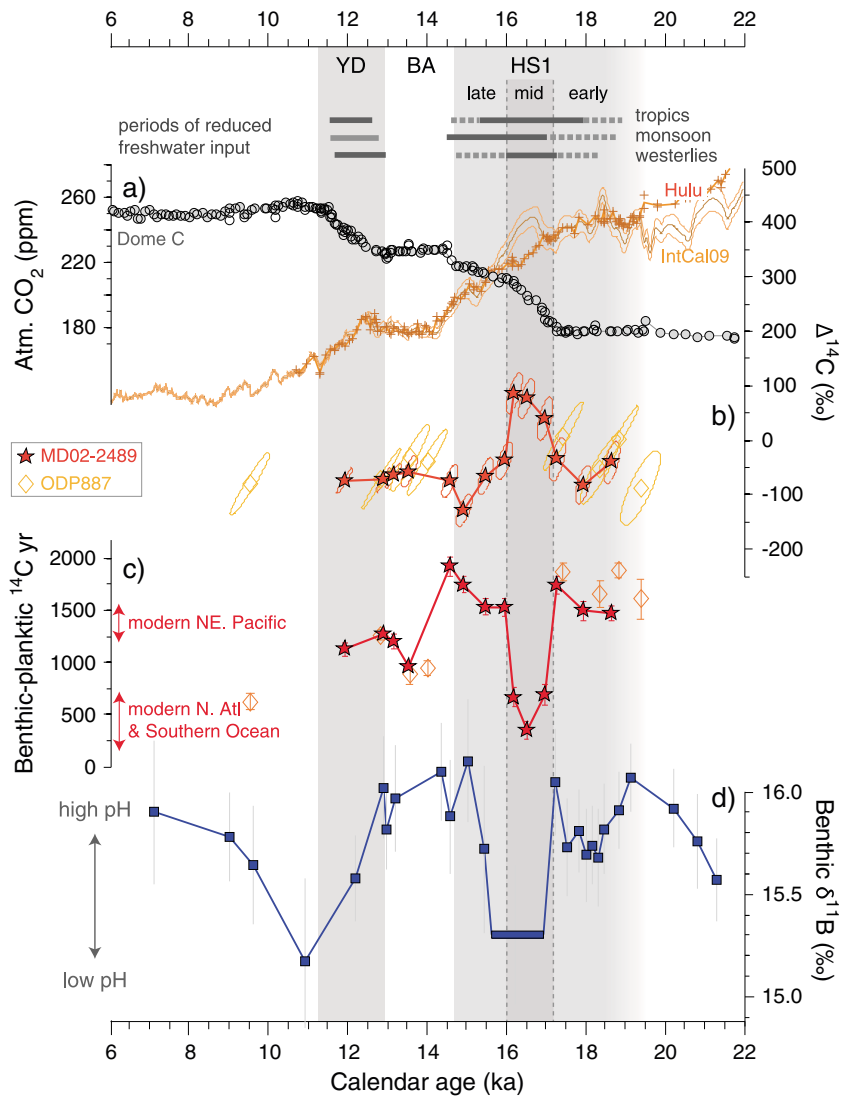 6 8 10 12 14 16 18 20 22
YD BA HS1
late mid early
periods of reduced
freshwater input
tropics
monsoon
westerlies
a)
260
220
180
Atm. CO2 (ppm)
Dome C
Hulu
IntCal09
500
400
300
200
100
0
-100
-200
Δ14C (‰)
b)
MD02-2489
ODP887
c)
2000
1500
1000
500
0
Benthic-planktic 14C yr
modern NE. Pacific
modern N. Atl
& Southern Ocean
d)
high pH
low pH
16.0
15.5
15.0
Benthic δ11B (‰)
6 8 10 12 14 16 18 20 22
Calendar age (ka)